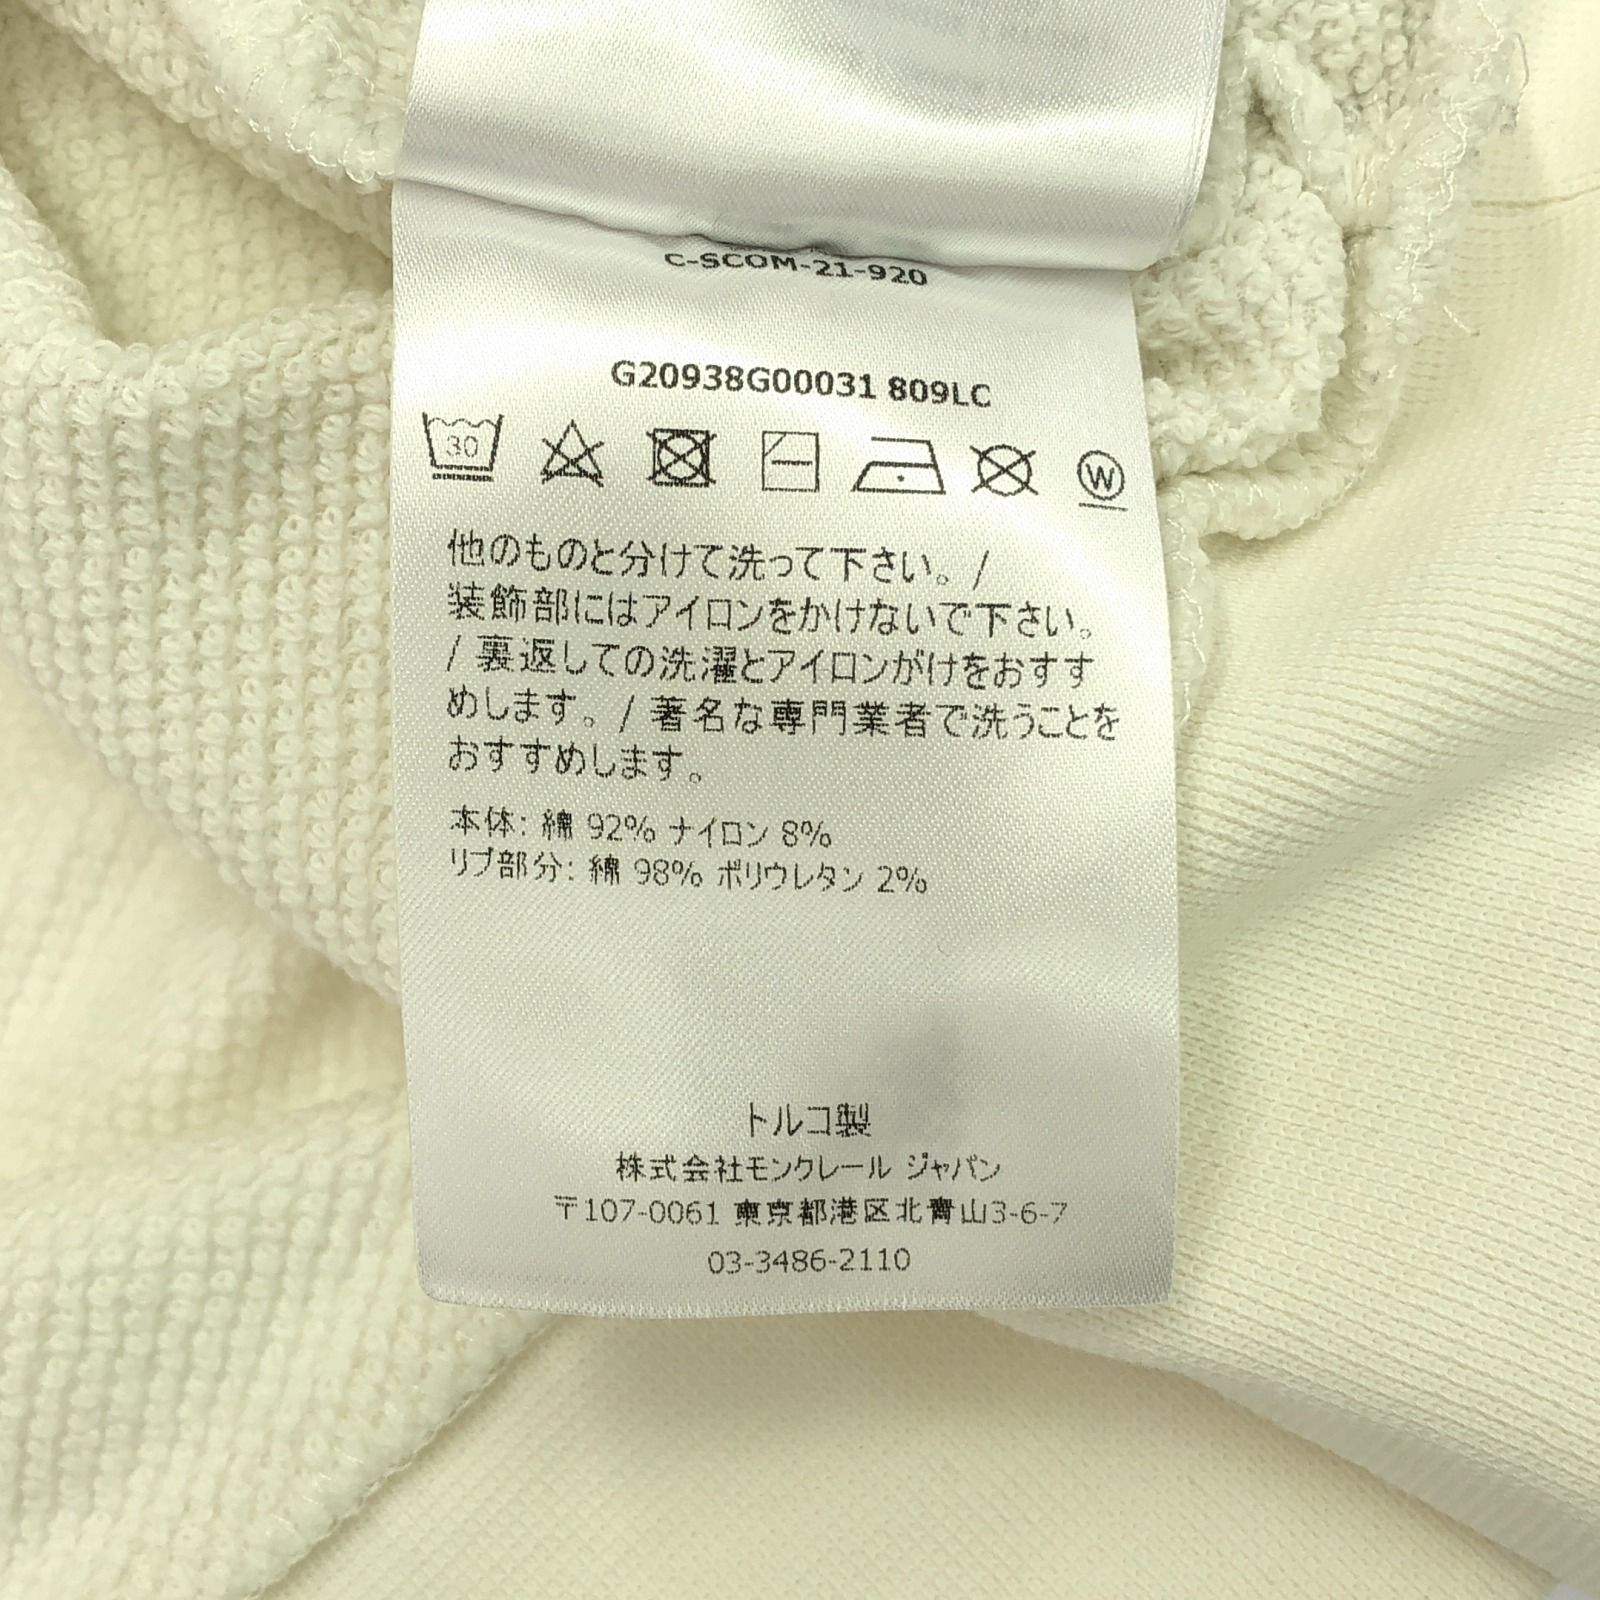 C-SCOM-21-920
G20938G00031 809LC
30
W
他のものと分けて洗って下さい。 /
装飾部にはアイロンをかけないで下さい。
/ 裏返しての洗濯とアイロンがけをおすす
めします。 / 著名な専門業者で洗うことを
おすすめします。
本体: 綿 92% ナイロン 8%
リブ部分: 綿 98% ポリウレタン 2%
トルコ製
株式会社モンクレール ジャパン
〒107-0061 東京都港区北青山3-6-7
03-3486-2110